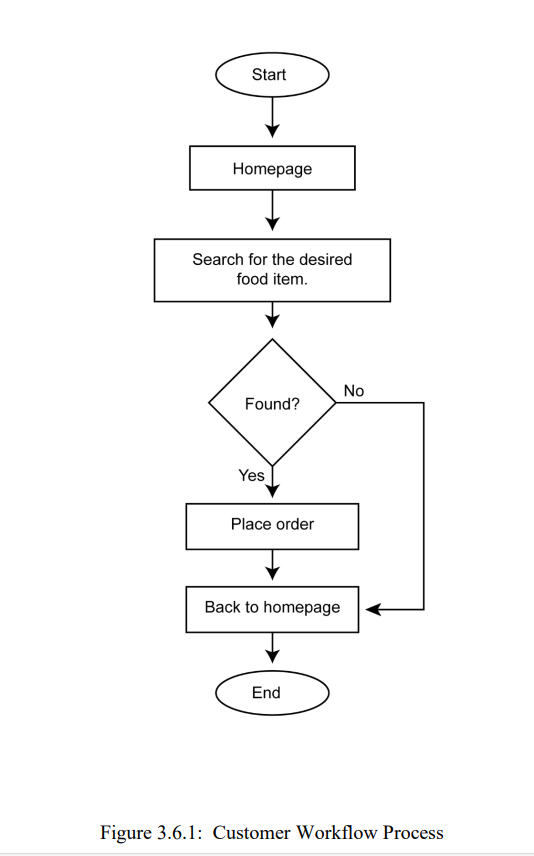 Start
Homepage
Search for the desired
food item.
Found?
No
Yes
Place order
Back to homepage
End
Figure 3.6.1: Customer Workflow Process